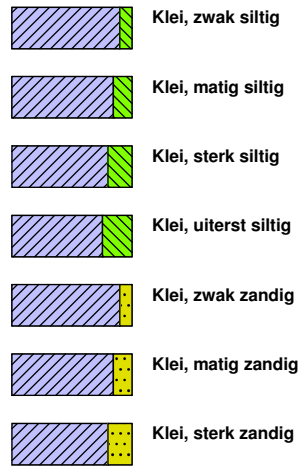 Klei, zwak siltig
Klei, matig siltig
Klei, sterk siltig
Klei, uiterst siltig
Klei, zwak zandig
Klei, matig zandig
Klei, sterk zandig